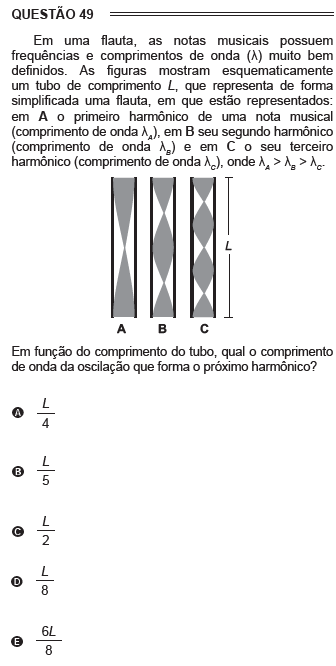 QUESTÃO 49
Em uma flauta, as notas musicais possuem
frequências e comprimentos de onda (λ) muito bem
definidos. As figuras mostram esquematicamente
um tubo de comprimento L, que representa de forma
simplificada uma flauta, em que estão representados:
em A o primeiro harmônico de uma nota musical
(comprimento de onda λA), em B seu segundo harmônico
(comprimento de onda λB) e em C o seu terceiro
harmônico (comprimento de onda λC), onde λA > λB > λC.
L
A B C
Em função do comprimento do tubo, qual o comprimento
de onda da oscilação que forma o próximo harmônico?
A L/4
B L/5
C L/2
D L/8
E 6L/8